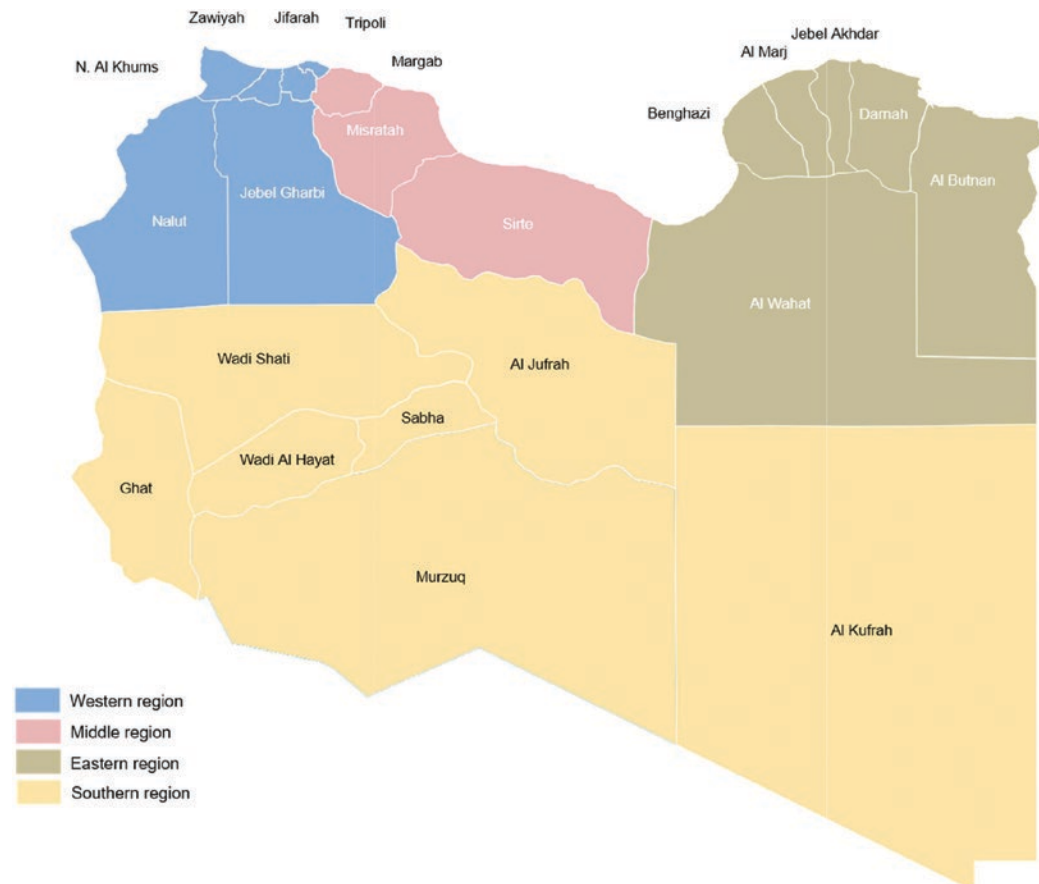 Zawiyah
Jifarah
Tripoli
Jebel Akhdar
Al Marj
N. Al Khums
Margab
Benghazi
Misratah
Darnah
Al Butnan
Jebel Gharbi
Nalut
Sirte
Al Wahat
Wadi Shati
Al Jufrah
Sabha
Wadi Al Hayat
Ghat
Murzuq
Al Kufrah
Western region
Middle region
Eastern region
Southern region